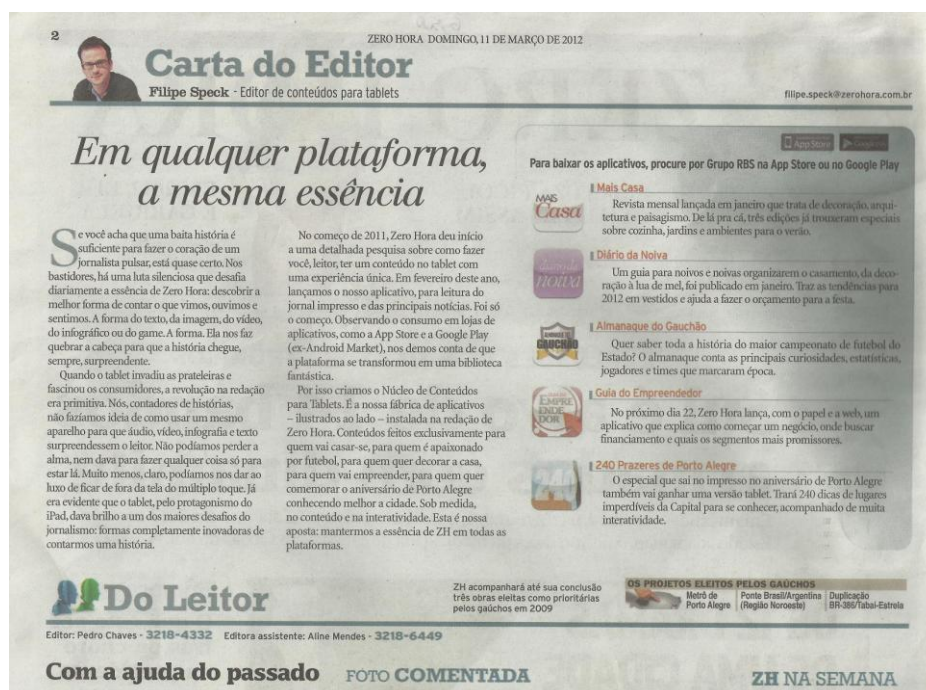 2
ZERO HORA DOMINGO, 11 DE MARÇO DE 2012
Carta do Editor
Filipe Speck - Editor de conteúdos para tablets
filipe.speck@zerohora.com.br
Em qualquer plataforma,
a mesma essência
Se você acha que uma baita história é
suficiente para fazer o coração de um
jornalista pulsar, está quase certo. Nos
bastidores, há uma luta silenciosa que desafia
diariamente a essência de Zero Hora: descobrir a
melhor forma de contar o que vimos, ouvimos e
sentimos. A forma do texto, da imagem, do vídeo,
do infográfico ou do game. A forma. Ela nos faz
quebrar a cabeça para que a história chegue,
sempre, surpreendente.
Quando o tablet invadiu as prateleiras e
fascinou os consumidores, a revolução na redação
era primitiva. Nós, contadores de histórias,
não fazíamos ideia de como usar um mesmo
aparelho para que áudio, vídeo, infografia e texto
surpreendessem o leitor. Não podíamos perder a
alma, nem dava para fazer qualquer coisa só para
estar lá. Muito menos, claro, podíamos nos dar ao
luxo de ficar de fora da tela do múltiplo toque. Já
era evidente que o tablet, pelo protagonismo do
iPad, dava brilho a um dos maiores desafios do
jornalismo: formas completamente inovadoras de
contarmos uma história.
No começo de 2011, Zero Hora deu início
a uma detalhada pesquisa sobre como fazer
você, leitor, ter um conteúdo no tablet com
uma experiência única. Em fevereiro deste ano,
lançamos o nosso aplicativo, para leitura do
jornal impresso e das principais notícias. Foi só
o começo. Observando o consumo em lojas de
aplicativos, como a App Store e a Google Play
(ex-Android Market), nos demos conta de que
a plataforma se transformou em uma biblioteca
fantástica.
Por isso criamos o Núcleo de Conteúdos
para Tablets. É a nossa fábrica de aplicativos
– ilustrados ao lado – instalada na redação de
Zero Hora. Conteúdos feitos exclusivamente para
quem vai casar-se, para quem é apaixonado
por futebol, para quem quer decorar a casa,
para quem vai empreender, para quem quer
comemorar o aniversário de Porto Alegre
conhecendo melhor a cidade. Sob medida,
no conteúdo e na interatividade. Esta é nossa
aposta: mantermos a essência de ZH em todas as
plataformas.
App Store
Para baixar os aplicativos, procure por Grupo RBS na App Store ou no Google Play
MAIS
Casa
Mais Casa
Revista mensal lançada em janeiro que trata de decoração, arqui-
tetura e paisagismo. De lá pra cá, três edições já trouxeram especiais
sobre cozinha, jardins e ambientes para o verão.
noiva
Diário da Noiva
Um guia para noivos e noivas organizarem o casamento, da deco-
ração à lua de mel, foi publicado em janeiro. Traz as tendências para
2012 em vestidos e ajuda a fazer o orçamento para a festa.
GAUCHÃO
Almanaque do Gauchão
Quer saber toda a história do maior campeonato de futebol do
Estado? O almanaque conta as principais curiosidades, estatísticas,
jogadores e times que marcaram época.
EMPRE
ENDE
DOR
Guia do Empreendedor
No próximo dia 22, Zero Hora lança, com o papel e a web, um
aplicativo que explica como começar um negócio, onde buscar
financiamento e quais os segmentos mais promissores.
240 Prazeres de Porto Alegre
O especial que sai no impresso no aniversário de Porto Alegre
também vai ganhar uma versão tablet. Trará 240 dicas de lugares
imperdíveis da Capital para se conhecer, acompanhado de muita
interatividade.
Do Leitor
ZH acompanhará até sua conclusão
três obras eleitas como prioritárias
pelos gaúchos em 2009
OS PROJETOS ELEITOS PELOS GAÚCHOS
Metrô de
Porto Alegre
Ponte Brasil/Argentina
(Região Noroeste)
Duplicação
BR-386/Tabaí-Estrela
Editor: Pedro Chaves - 3218-4332 Editora assistente: Aline Mendes - 3218-6449
Com a ajuda do passado
FOTO COMENTADA
ZH NA SEMANA